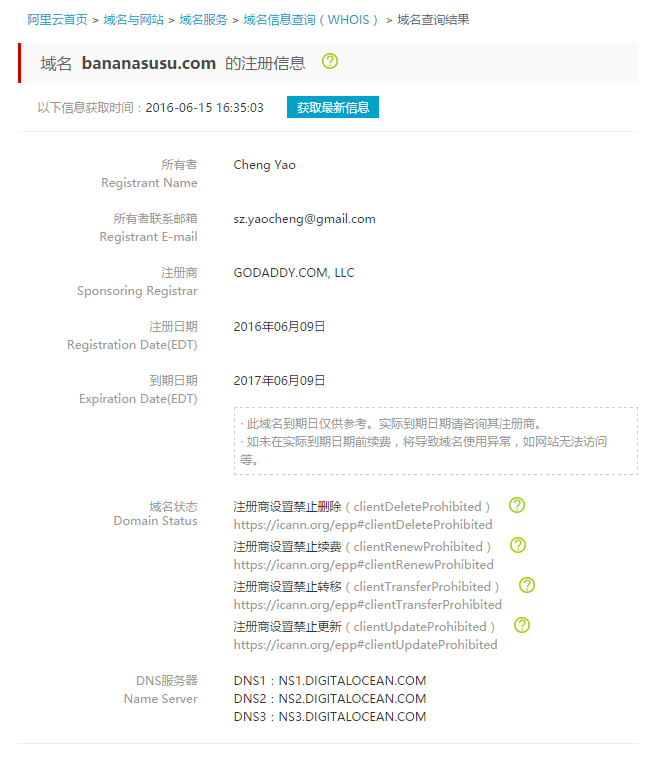 阿里云首页 > 域名与网站 > 域名服务 > 域名信息查询（WHOIS） > 域名查询结果
域名 bananasusu.com 的注册信息 ?
以下信息获取时间：2016-06-15 16:35:03 获取最新信息
所有者 Cheng Yao
Registrant Name
所有者联系邮箱 sz.yaocheng@gmail.com
Registrant E-mail
注册商 GODADDY.COM, LLC
Sponsoring Registrar
注册日期 2016年06月09日
Registration Date(EDT)
到期日期 2017年06月09日
Expiration Date(EDT)
· 此域名到期日仅供参考。实际到期日期请咨询其注册商。
· 如未在实际到期日期前续费，将导致域名使用异常，如网站无法访问
等。
域名状态 注册商设置禁止删除（clientDeleteProhibited） ?
Domain Status https://icann.org/epp#clientDeleteProhibited
注册商设置禁止续费（clientRenewProhibited） ?
https://icann.org/epp#clientRenewProhibited
注册商设置禁止转移（clientTransferProhibited） ?
https://icann.org/epp#clientTransferProhibited
注册商设置禁止更新（clientUpdateProhibited） ?
https://icann.org/epp#clientUpdateProhibited
DNS服务器 DNS1：NS1.DIGITALOCEAN.COM
Name Server DNS2：NS2.DIGITALOCEAN.COM
DNS3：NS3.DIGITALOCEAN.COM